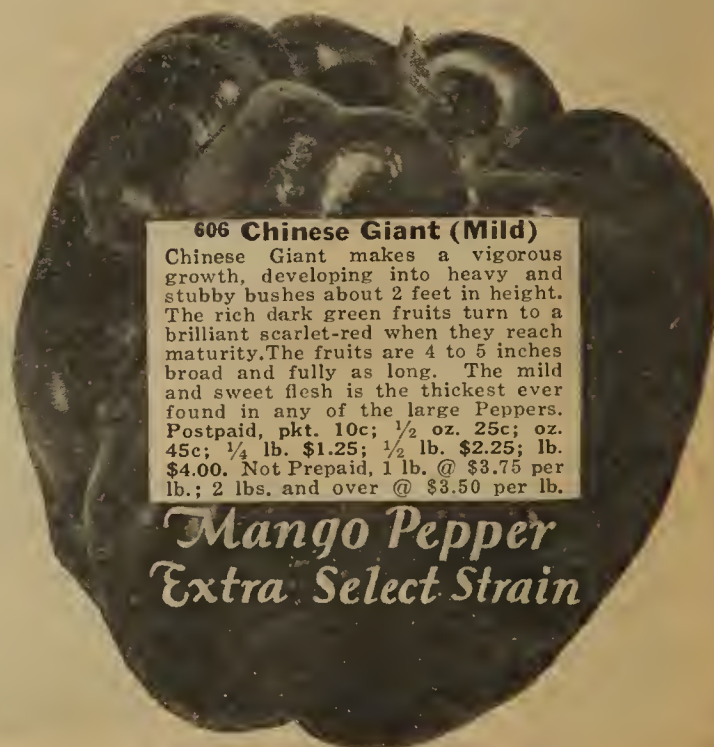 606 Chinese Giant (Mild)
Chinese Giant makes a vigorous
growth, developing into heavy and
stubby bushes about 2 feet in height.
The rich dark green fruits turn to a
brilliant scarlet-red when they reach
maturity.The fruits are 4 to 5 inches
broad and fully as long. The mild
and sweet flesh is the thickest ever
found in any of the large Peppers.
Postpaid, pkt. 10c; ½ oz. 25c; oz.
45c; ¼ lb. $1.25; ½ lb. $2.25; lb.
$4.00. Not Prepaid, 1 lb. @ $3.75 per
lb.; 2 lbs. and over @ $3.50 per lb.
Mango Pepper
Extra Select Strain